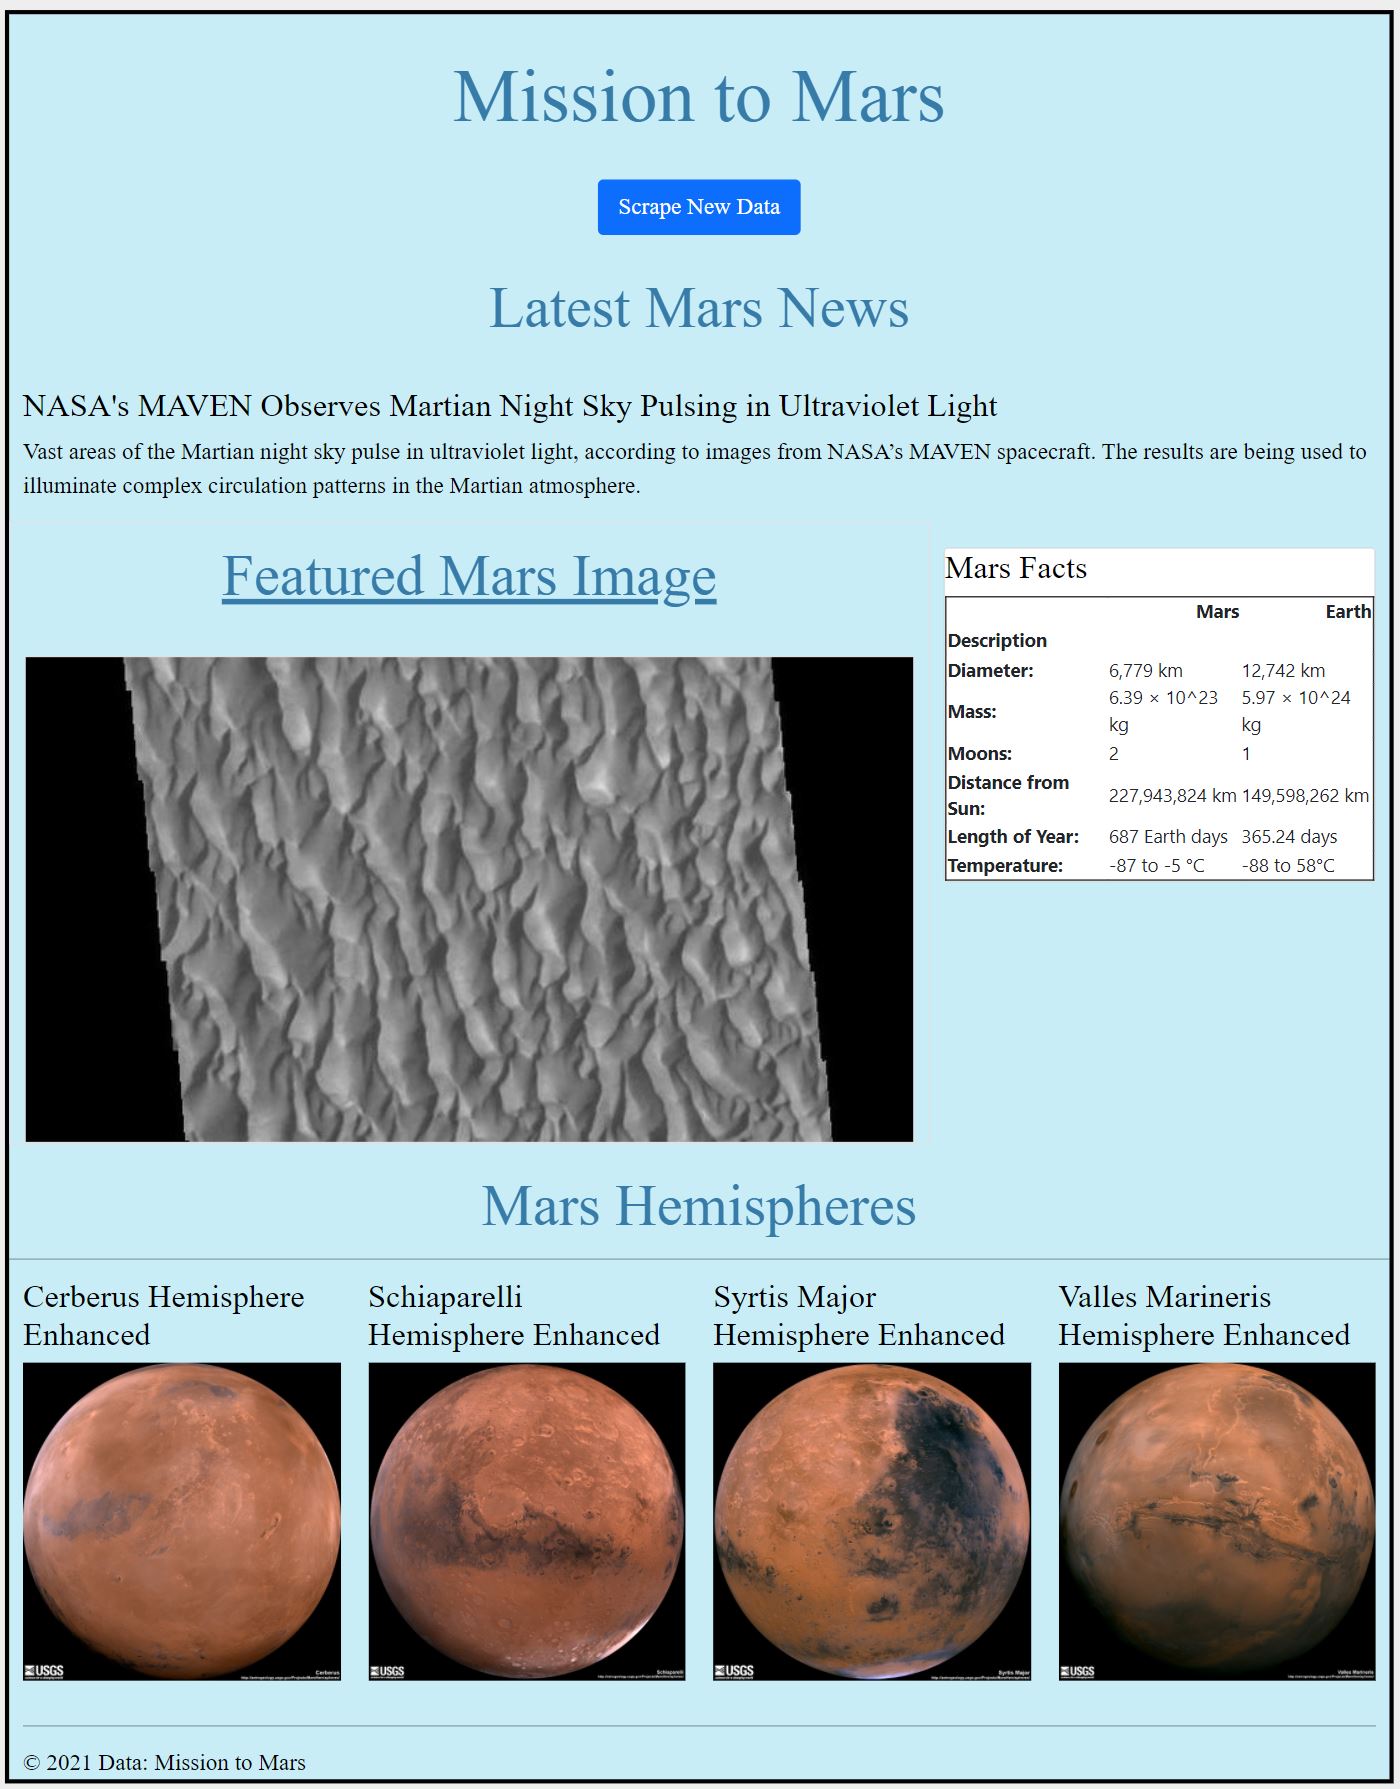 Mission to Mars
Scrape New Data
Latest Mars News
NASA's MAVEN Observes Martian Night Sky Pulsing in Ultraviolet Light
Vast areas of the Martian night sky pulse in ultraviolet light, according to images from NASA’s MAVEN spacecraft. The results are being used to
illuminate complex circulation patterns in the Martian atmosphere.
Featured Mars Image
Mars Facts
Mars Earth
Description
Diameter: 6,779 km 12,742 km
Mass: 6.39 × 10^23 kg 5.97 × 10^24 kg
Moons: 2 1
Distance from Sun: 227,943,824 km 149,598,262 km
Length of Year: 687 Earth days 365.24 days
Temperature: -87 to -5 °C -88 to 58°C
Mars Hemispheres
Cerberus Hemisphere
Enhanced
Schiaparelli
Hemisphere Enhanced
Syrtis Major
Hemisphere Enhanced
Valles Marineris
Hemisphere Enhanced
USGS
Cerberus
USGS
Schiaparelli
USGS
Syrtis Major
USGS
Valles Marineris
© 2021 Data: Mission to Mars